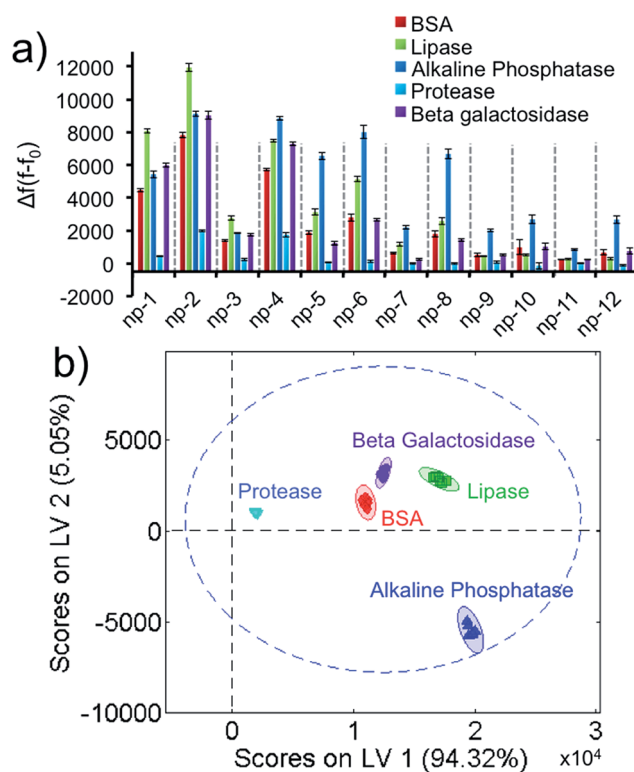 a)
BSA
Lipase
Alkaline Phosphatase
Protease
Beta galactosidase
12000
10000
8000
6000
4000
2000
0
-2000
Δf(f-f₀)
np-1 np-2 np-3 np-4 np-5 np-6 np-7 np-8 np-9 np-10 np-11 np-12
b)
Scores on LV 2 (5.05%)
5000
0
-5000
-10000
Beta Galactosidase
Protease
Lipase
BSA
Alkaline Phosphatase
0 1 2 3
Scores on LV 1 (94.32%) x10⁴